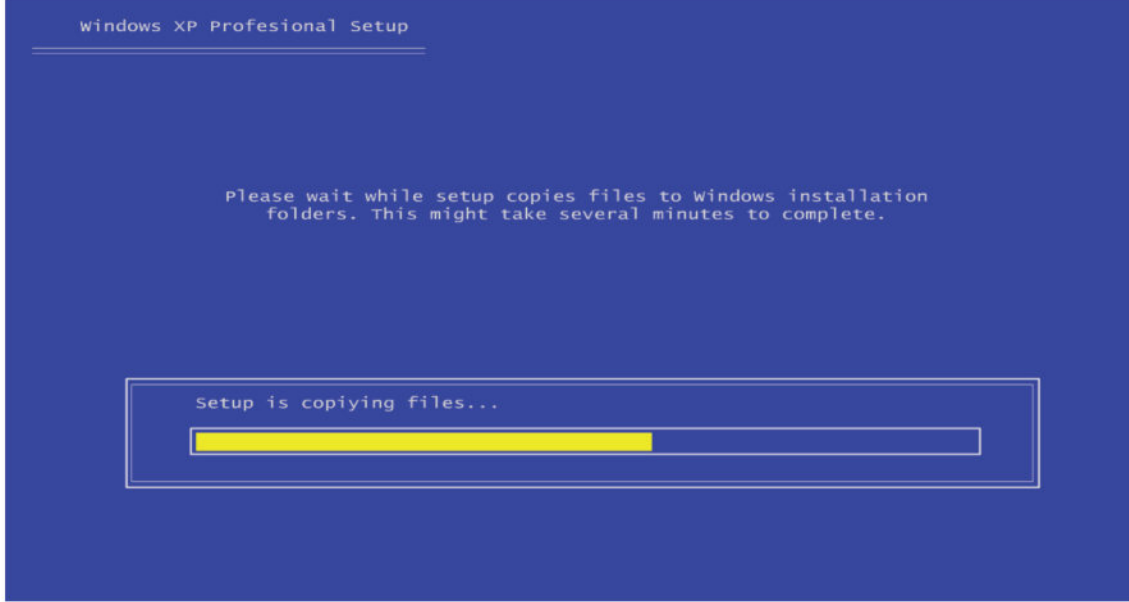 Windows XP Profesional Setup
Please wait while setup copies files to Windows installation
folders. This might take several minutes to complete.
Setup is copiying files...